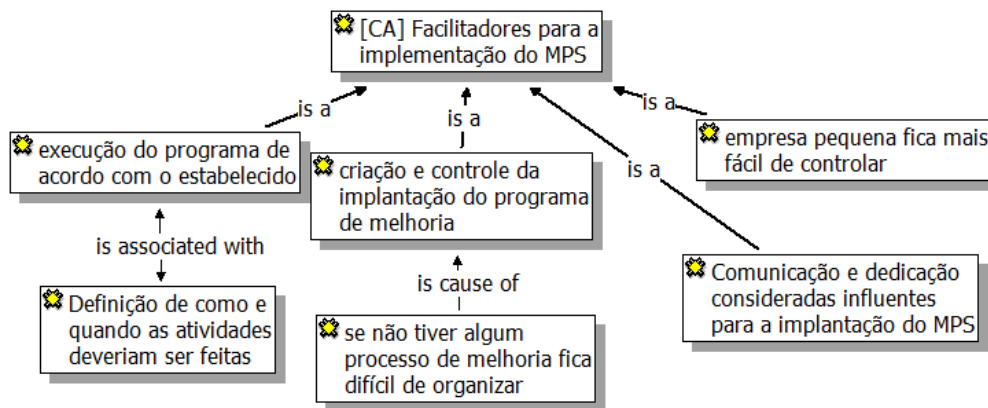 [CA] Facilitadores para a
implementação do MPS
is a
is a
is a
is a
execução do programa de
acordo com o estabelecido
criação e controle da
implantação do programa
de melhoria
empresa pequena fica mais
fácil de controlar
is associated with
is cause of
Definição de como e
quando as atividades
deveriam ser feitas
se não tiver algum
processo de melhoria fica
difícil de organizar
Comunicação e dedicação
consideradas influentes
para a implantação do MPS